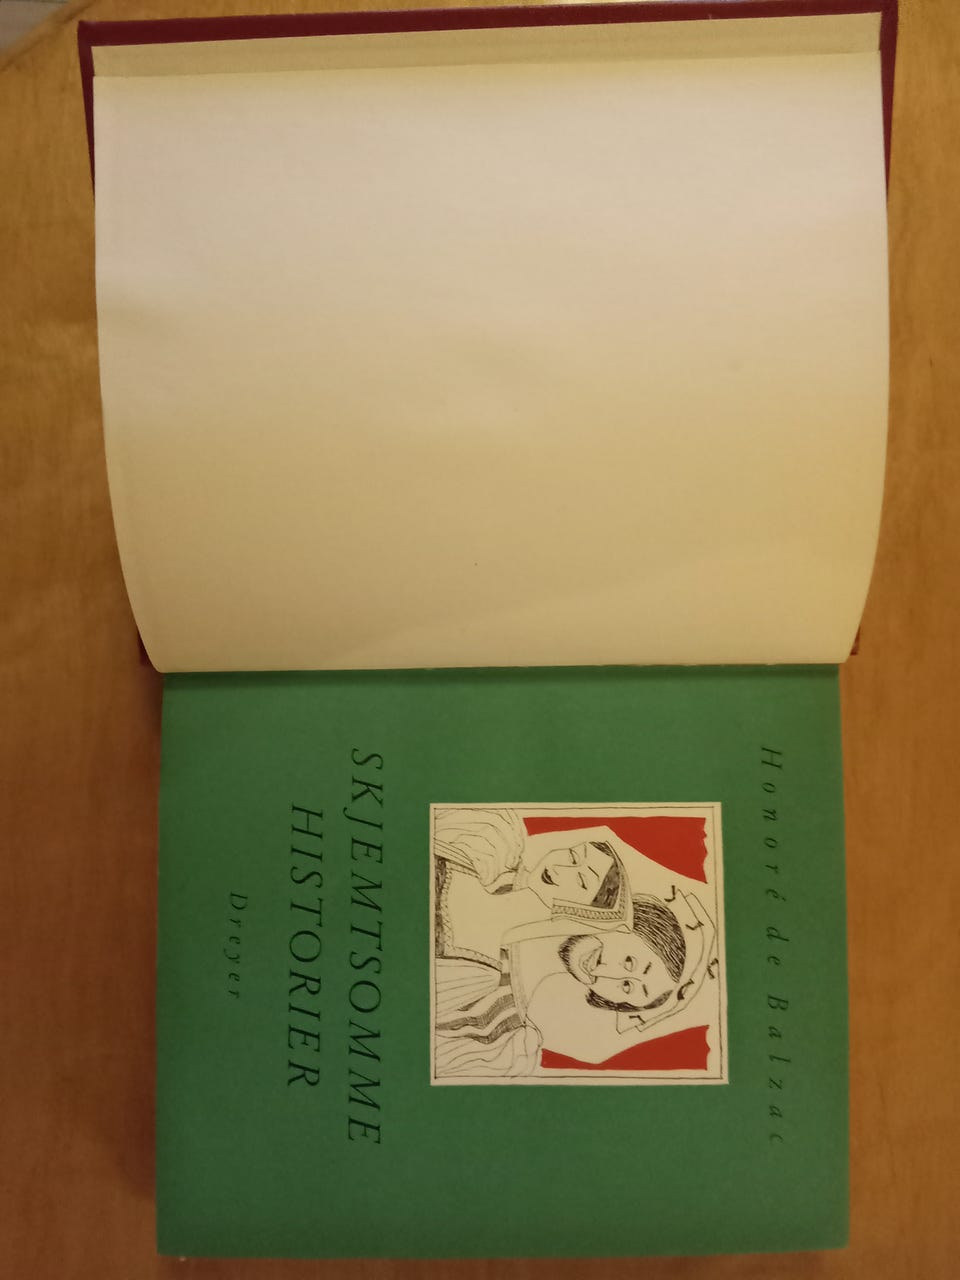 Honoré de Balzac
SKJEMTSOMME
HISTORIER
Dreyer